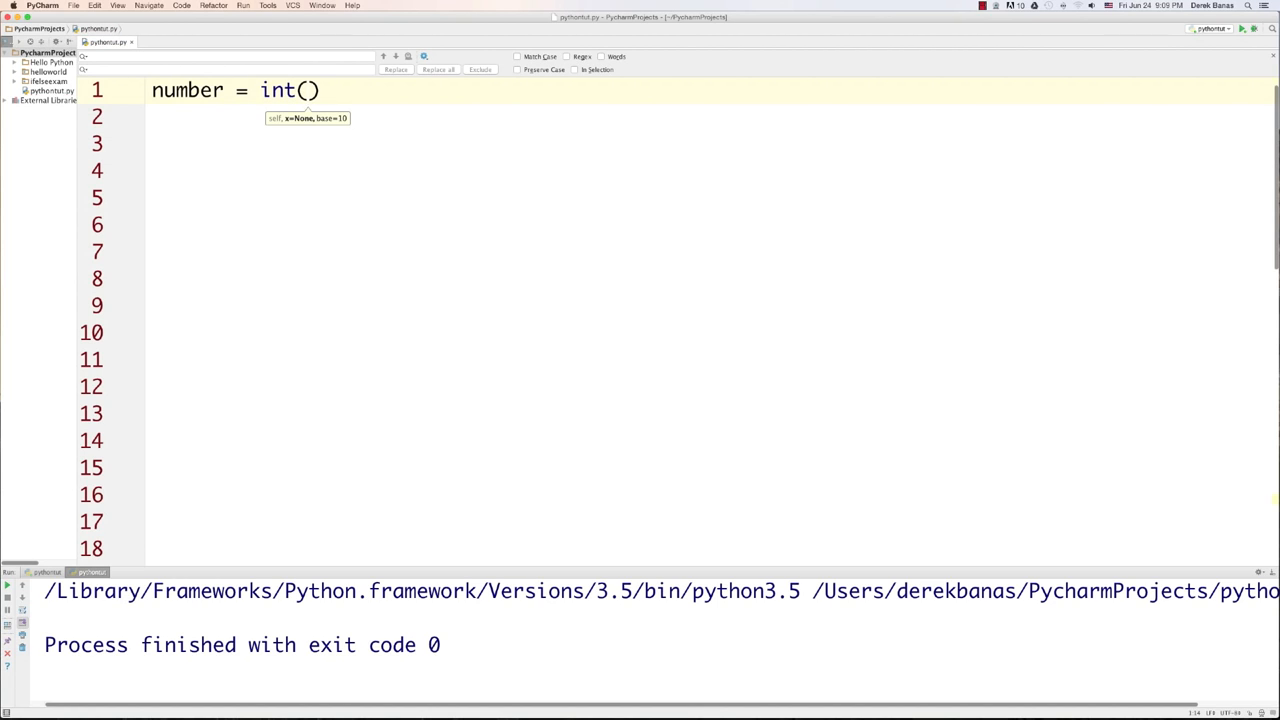 PyCharm File Edit View Navigate Code Refactor Run Tools VCS Window Help 10 Fri Jun 24 9:09 PM Derek Banas
pythontut.py - PycharmProjects - [~/PycharmProjects]
PycharmProjects pythontut.py pythontut
pythontut.py
PycharmProject
Match Case Regex Words
Hello Python
Replace Replace all Exclude Preserve Case In Selection
helloworld
ifelseexam
pythontut.py
External Librarie
1 number = int()
self, x=None, base=10
2
3
4
5
6
7
8
9
10
11
12
13
14
15
16
17
18
Run: pythontut pythontut
/Library/Frameworks/Python.framework/Versions/3.5/bin/python3.5 /Users/derekbanas/PycharmProjects/pytho
Process finished with exit code 0
1:14 LF UTF-8